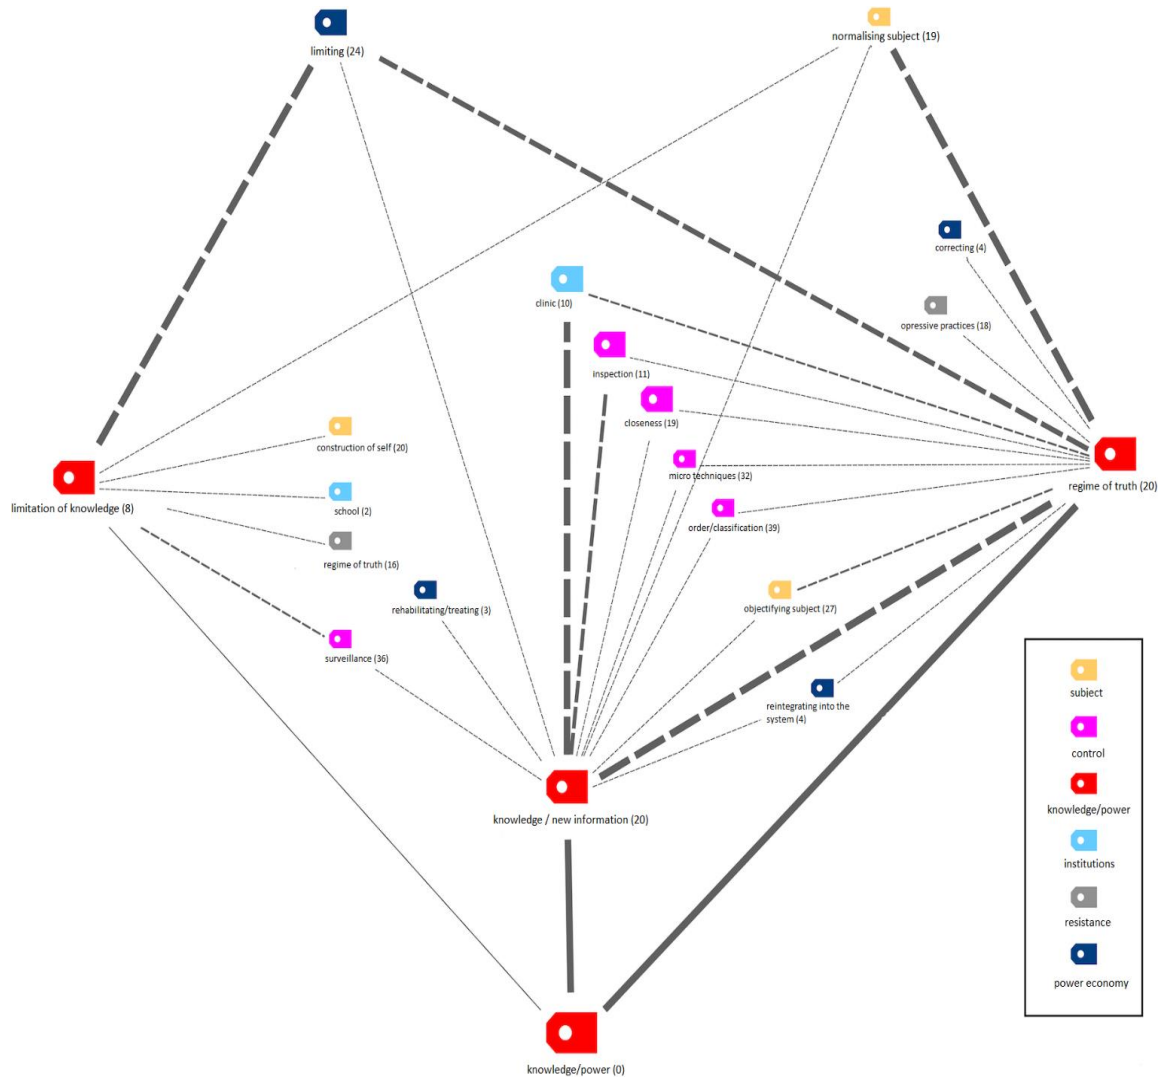 limiting (24)
normalising subject (19)
correcting (4)
clinic (10)
opressive practices (18)
inspection (11)
closeness (19)
construction of self (20)
micro techniques (32)
regime of truth (20)
limitation of knowledge (8)
school (2)
order/classification (39)
regime of truth (16)
rehabilitating/treating (3)
objectifying subject (27)
surveillance (36)
reintegrating into the
system (4)
knowledge / new information (20)
knowledge/power (0)
subject
control
knowledge/power
institutions
resistance
power economy